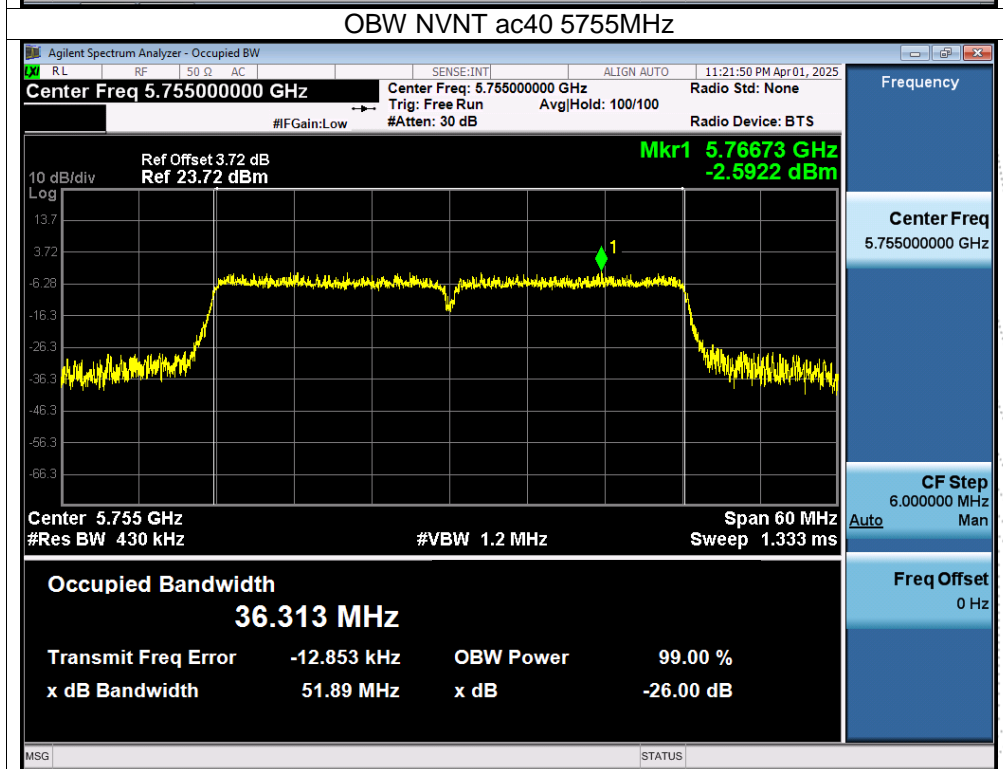 OBW NVNT ac40 5755MHz
Agilent Spectrum Analyzer - Occupied BW
LXI RL RF 50 Ω AC SENSE:INT ALIGN AUTO 11:21:50 PM Apr 01, 2025
Center Freq 5.755000000 GHz
Center Freq: 5.755000000 GHz
Radio Std: None
Trig: Free Run Avg|Hold: 100/100
#IFGain:Low
#Atten: 30 dB
Radio Device: BTS
Mkr1 5.76673 GHz
-2.5922 dBm
Ref Offset 3.72 dB
10 dB/div Ref 23.72 dBm
Log
13.7
3.72
1
-6.28
-16.3
-26.3
-36.3
-46.3
-56.3
-66.3
Center 5.755 GHz Span 60 MHz
#Res BW 430 kHz #VBW 1.2 MHz Sweep 1.333 ms
Occupied Bandwidth
36.313 MHz
Transmit Freq Error -12.853 kHz OBW Power 99.00 %
x dB Bandwidth 51.89 MHz x dB -26.00 dB
Frequency
Center Freq
5.755000000 GHz
CF Step
6.000000 MHz
Auto Man
Freq Offset
0 Hz
MSG STATUS